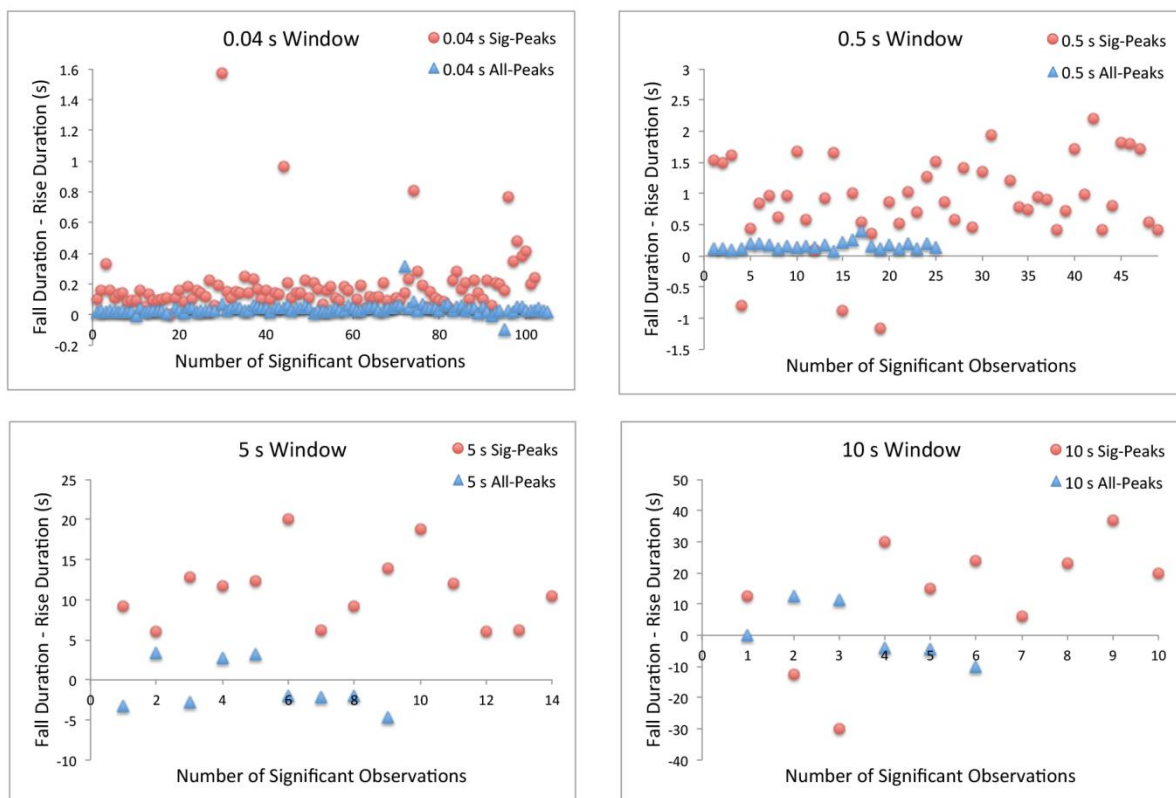 0.04 s Window
0.04 s Sig-Peaks
0.04 s All-Peaks
Fall Duration - Rise Duration (s)
1.6
1.4
1.2
1
0.8
0.6
0.4
0.2
0
-0.2
0 20 40 60 80 100
Number of Significant Observations
0.5 s Window
0.5 s Sig-Peaks
0.5 s All-Peaks
Fall Duration - Rise Duration (s)
3
2.5
2
1.5
1
0.5
0
-0.5
-1
-1.5
0 5 10 15 20 25 30 35 40 45
Number of Significant Observations
5 s Window
5 s Sig-Peaks
5 s All-Peaks
Fall Duration - Rise Duration (s)
25
20
15
10
5
0
-5
-10
0 2 4 6 8 10 12 14
Number of Significant Observations
10 s Window
10 s Sig-Peaks
10 s All-Peaks
Fall Duration - Rise Duration (s)
50
40
30
20
10
0
-10
-20
-30
-40
0 1 2 3 4 5 6 7 8 9 10
Number of Significant Observations